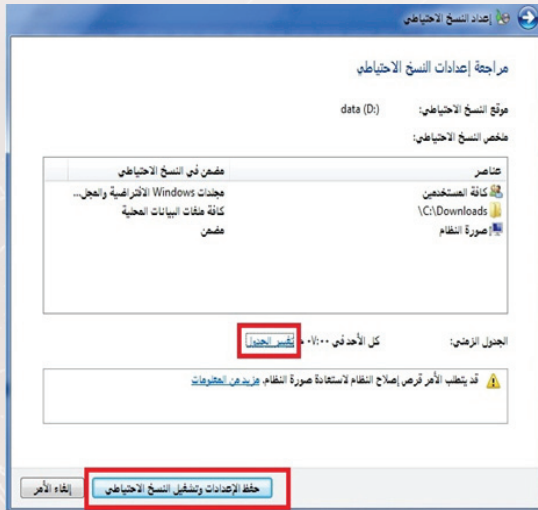 إعداد النسخ الاحتياطي
مراجعة إعدادات النسخ الاحتياطي
موقع النسخ الاحتياطي: data (D:)
ملخص النسخ الاحتياطي:
عناصر مضمن في النسخ الاحتياطي
كافة المستخدمين مجلدات Windows الافتراضية والمجل...
C:\Downloads\ كافة ملفات البيانات المحلية
صورة النظام مضمن
الجدول الزمني: كل الأحد في ٠٧:٠٠ م تغيير الجدول
قد يتطلب الأمر قرص إصلاح النظام لاستعادة صورة النظام. مزيد من المعلومات
حفظ الإعدادات وتشغيل النسخ الاحتياطي إلغاء الأمر